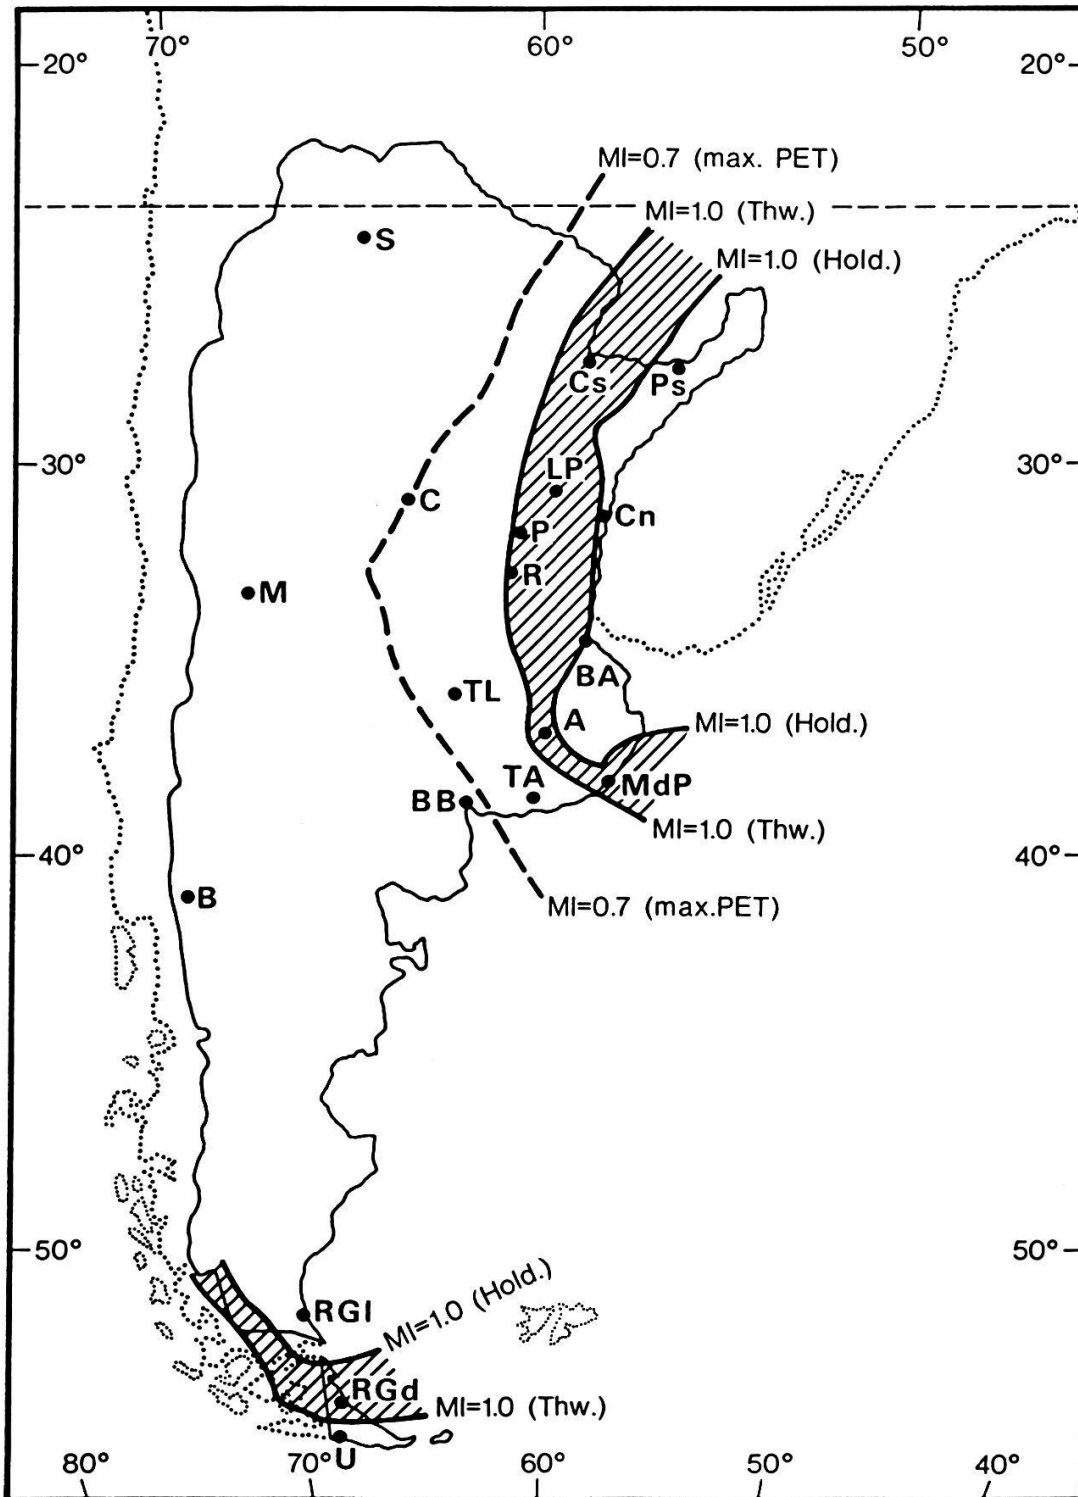 70° 60° 50°
20° 20°
MI=0.7 (max. PET)
MI=1.0 (Thw.)
S
MI=1.0 (Hold.)
Cs Ps
30° 30°
LP
C
Cn
P
R
M
BA
TL
A
MI=1.0 (Hold.)
TA
MdP
BB
MI=1.0 (Thw.)
40° 40°
B
MI=0.7 (max.PET)
50° 50°
MI=1.0 (Hold.)
RGl
RGd
MI=1.0 (Thw.)
U
80° 70° 60° 50° 40°